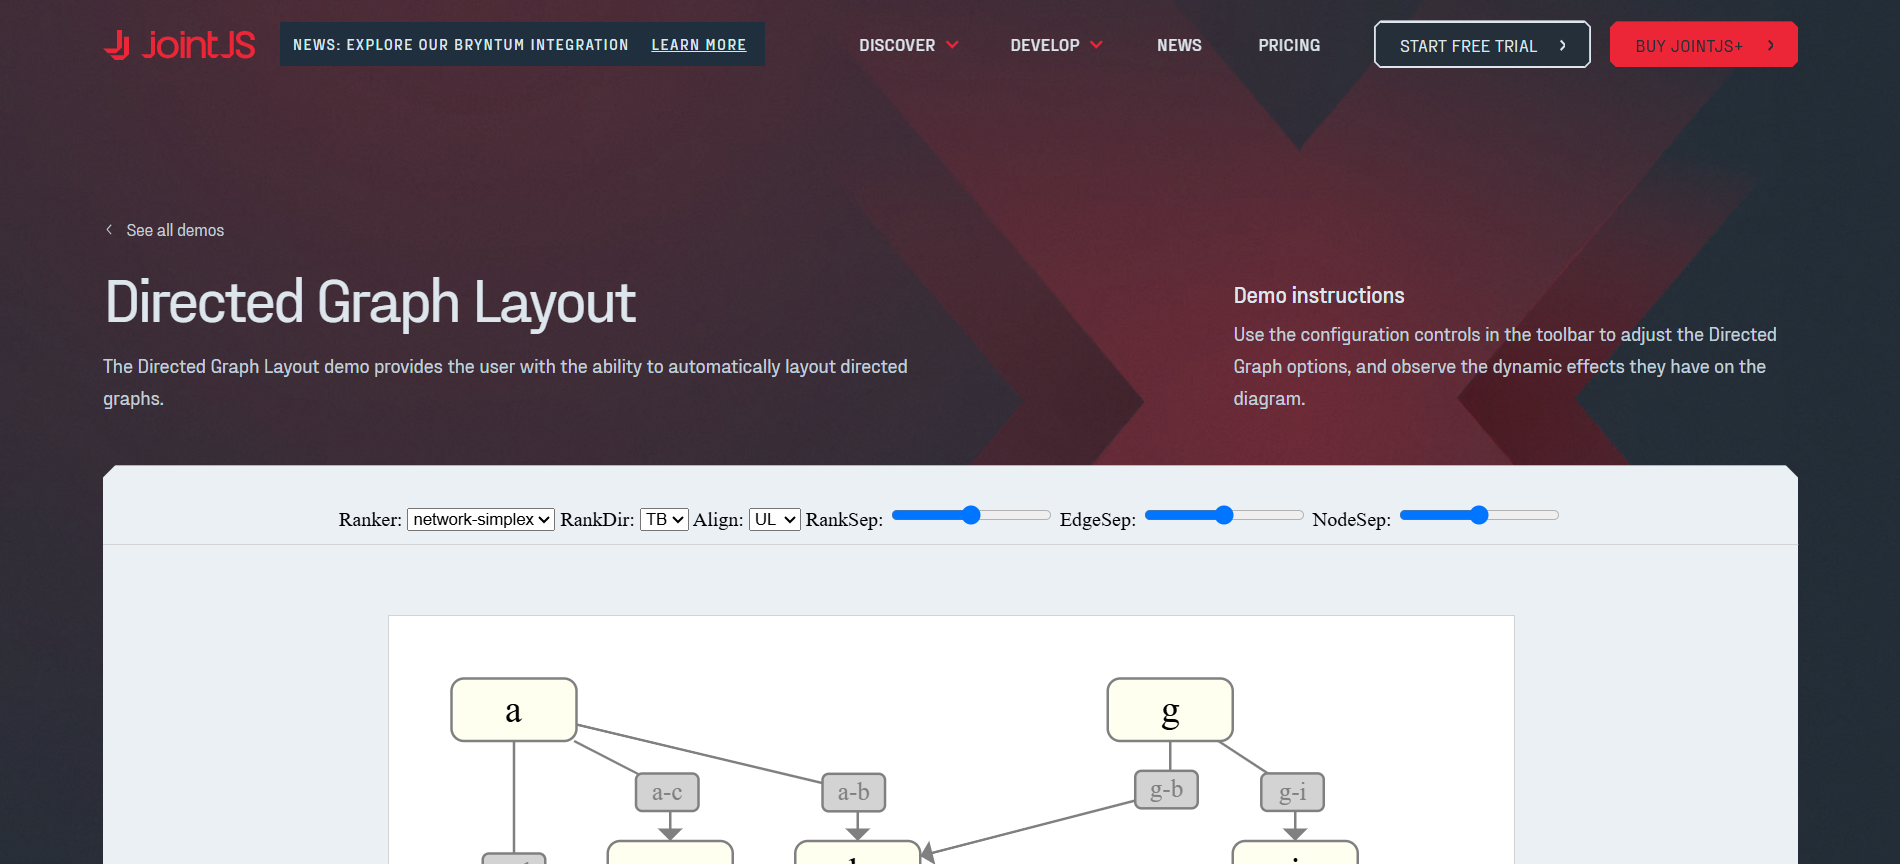 JointJS
NEWS: EXPLORE OUR BRYNTUM INTEGRATION LEARN MORE
DISCOVER DEVELOP NEWS PRICING START FREE TRIAL BUY JOINTJS+
See all demos
Directed Graph Layout
The Directed Graph Layout demo provides the user with the ability to automatically layout directed
graphs.
Demo instructions
Use the configuration controls in the toolbar to adjust the Directed
Graph options, and observe the dynamic effects they have on the
diagram.
Ranker: network-simplex RankDir: TB Align: UL RankSep: EdgeSep: NodeSep:
a g
a-c a-b g-b g-i